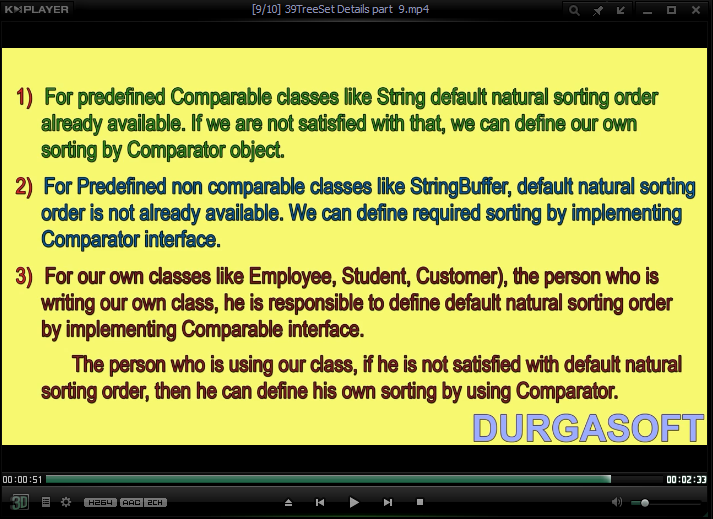 K-MPLAYER
[9/10] 39TreeSet Details part 9.mp4
1) For predefined Comparable classes like String default natural sorting order
already available. If we are not satisfied with that, we can define our own
sorting by Comparator object.
2) For Predefined non comparable classes like StringBuffer, default natural sorting
order is not already available. We can define required sorting by implementing
Comparator interface.
3) For our own classes like Employee, Student, Customer), the person who is
writing our own class, he is responsible to define default natural sorting order
by implementing Comparable interface.
The person who is using our class, if he is not satisfied with default natural
sorting order, then he can define his own sorting by using Comparator.
DURGASOFT
00:00:51
00:02:33
3D
H264 AAC 2CH